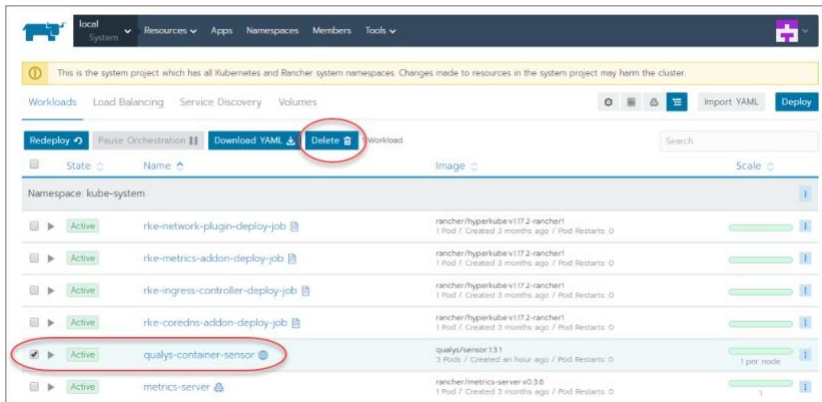 local
System
Resources Apps Namespaces Members Tools
This is the system project which has all Kubernetes and Rancher system namespaces. Changes made to resources in the system project may harm the cluster.
Workloads Load Balancing Service Discovery Volumes Import YAML Deploy
Redeploy Pause Orchestration Download YAML Delete 1 Workload Search
State Name Image Scale
Namespace: kube-system
Active rke-network-plugin-deploy-job rancher/hyperkube:v1.17.2-rancher1
1 Pod / Created 3 months ago / Pod Restarts: 0
Active rke-metrics-addon-deploy-job rancher/hyperkube:v1.17.2-rancher1
1 Pod / Created 3 months ago / Pod Restarts: 0
Active rke-ingress-controller-deploy-job rancher/hyperkube:v1.17.2-rancher1
1 Pod / Created 3 months ago / Pod Restarts: 0
Active rke-coredns-addon-deploy-job rancher/hyperkube:v1.17.2-rancher1
1 Pod / Created 3 months ago / Pod Restarts: 0
Active qualys-container-sensor qualys/sensor:1.3.1
3 Pods / Created an hour ago / Pod Restarts: 0 1 per node
Active metrics-server rancher/metrics-server:v0.3.6
1 Pod / Created 3 months ago / Pod Restarts: 0 1